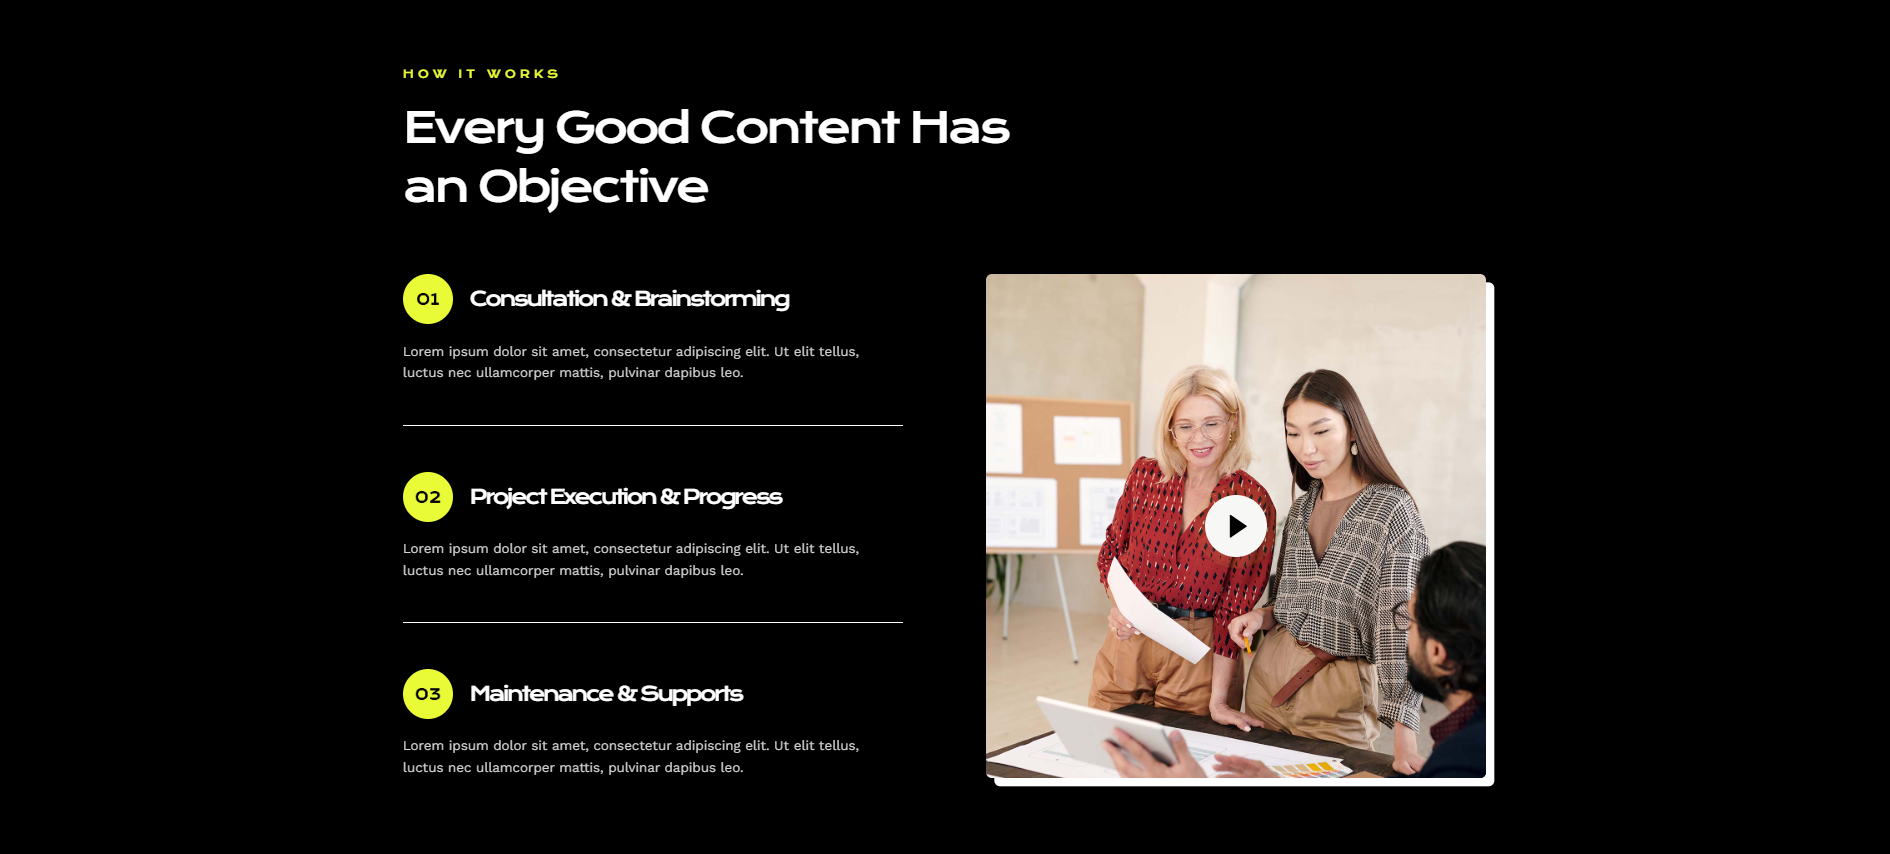 HOW IT WORKS
Every Good Content Has
an Objective
01 Consultation & Brainstorming
Lorem ipsum dolor sit amet, consectetur adipiscing elit. Ut elit tellus,
luctus nec ullamcorper mattis, pulvinar dapibus leo.
02 Project Execution & Progress
Lorem ipsum dolor sit amet, consectetur adipiscing elit. Ut elit tellus,
luctus nec ullamcorper mattis, pulvinar dapibus leo.
03 Maintenance & Supports
Lorem ipsum dolor sit amet, consectetur adipiscing elit. Ut elit tellus,
luctus nec ullamcorper mattis, pulvinar dapibus leo.